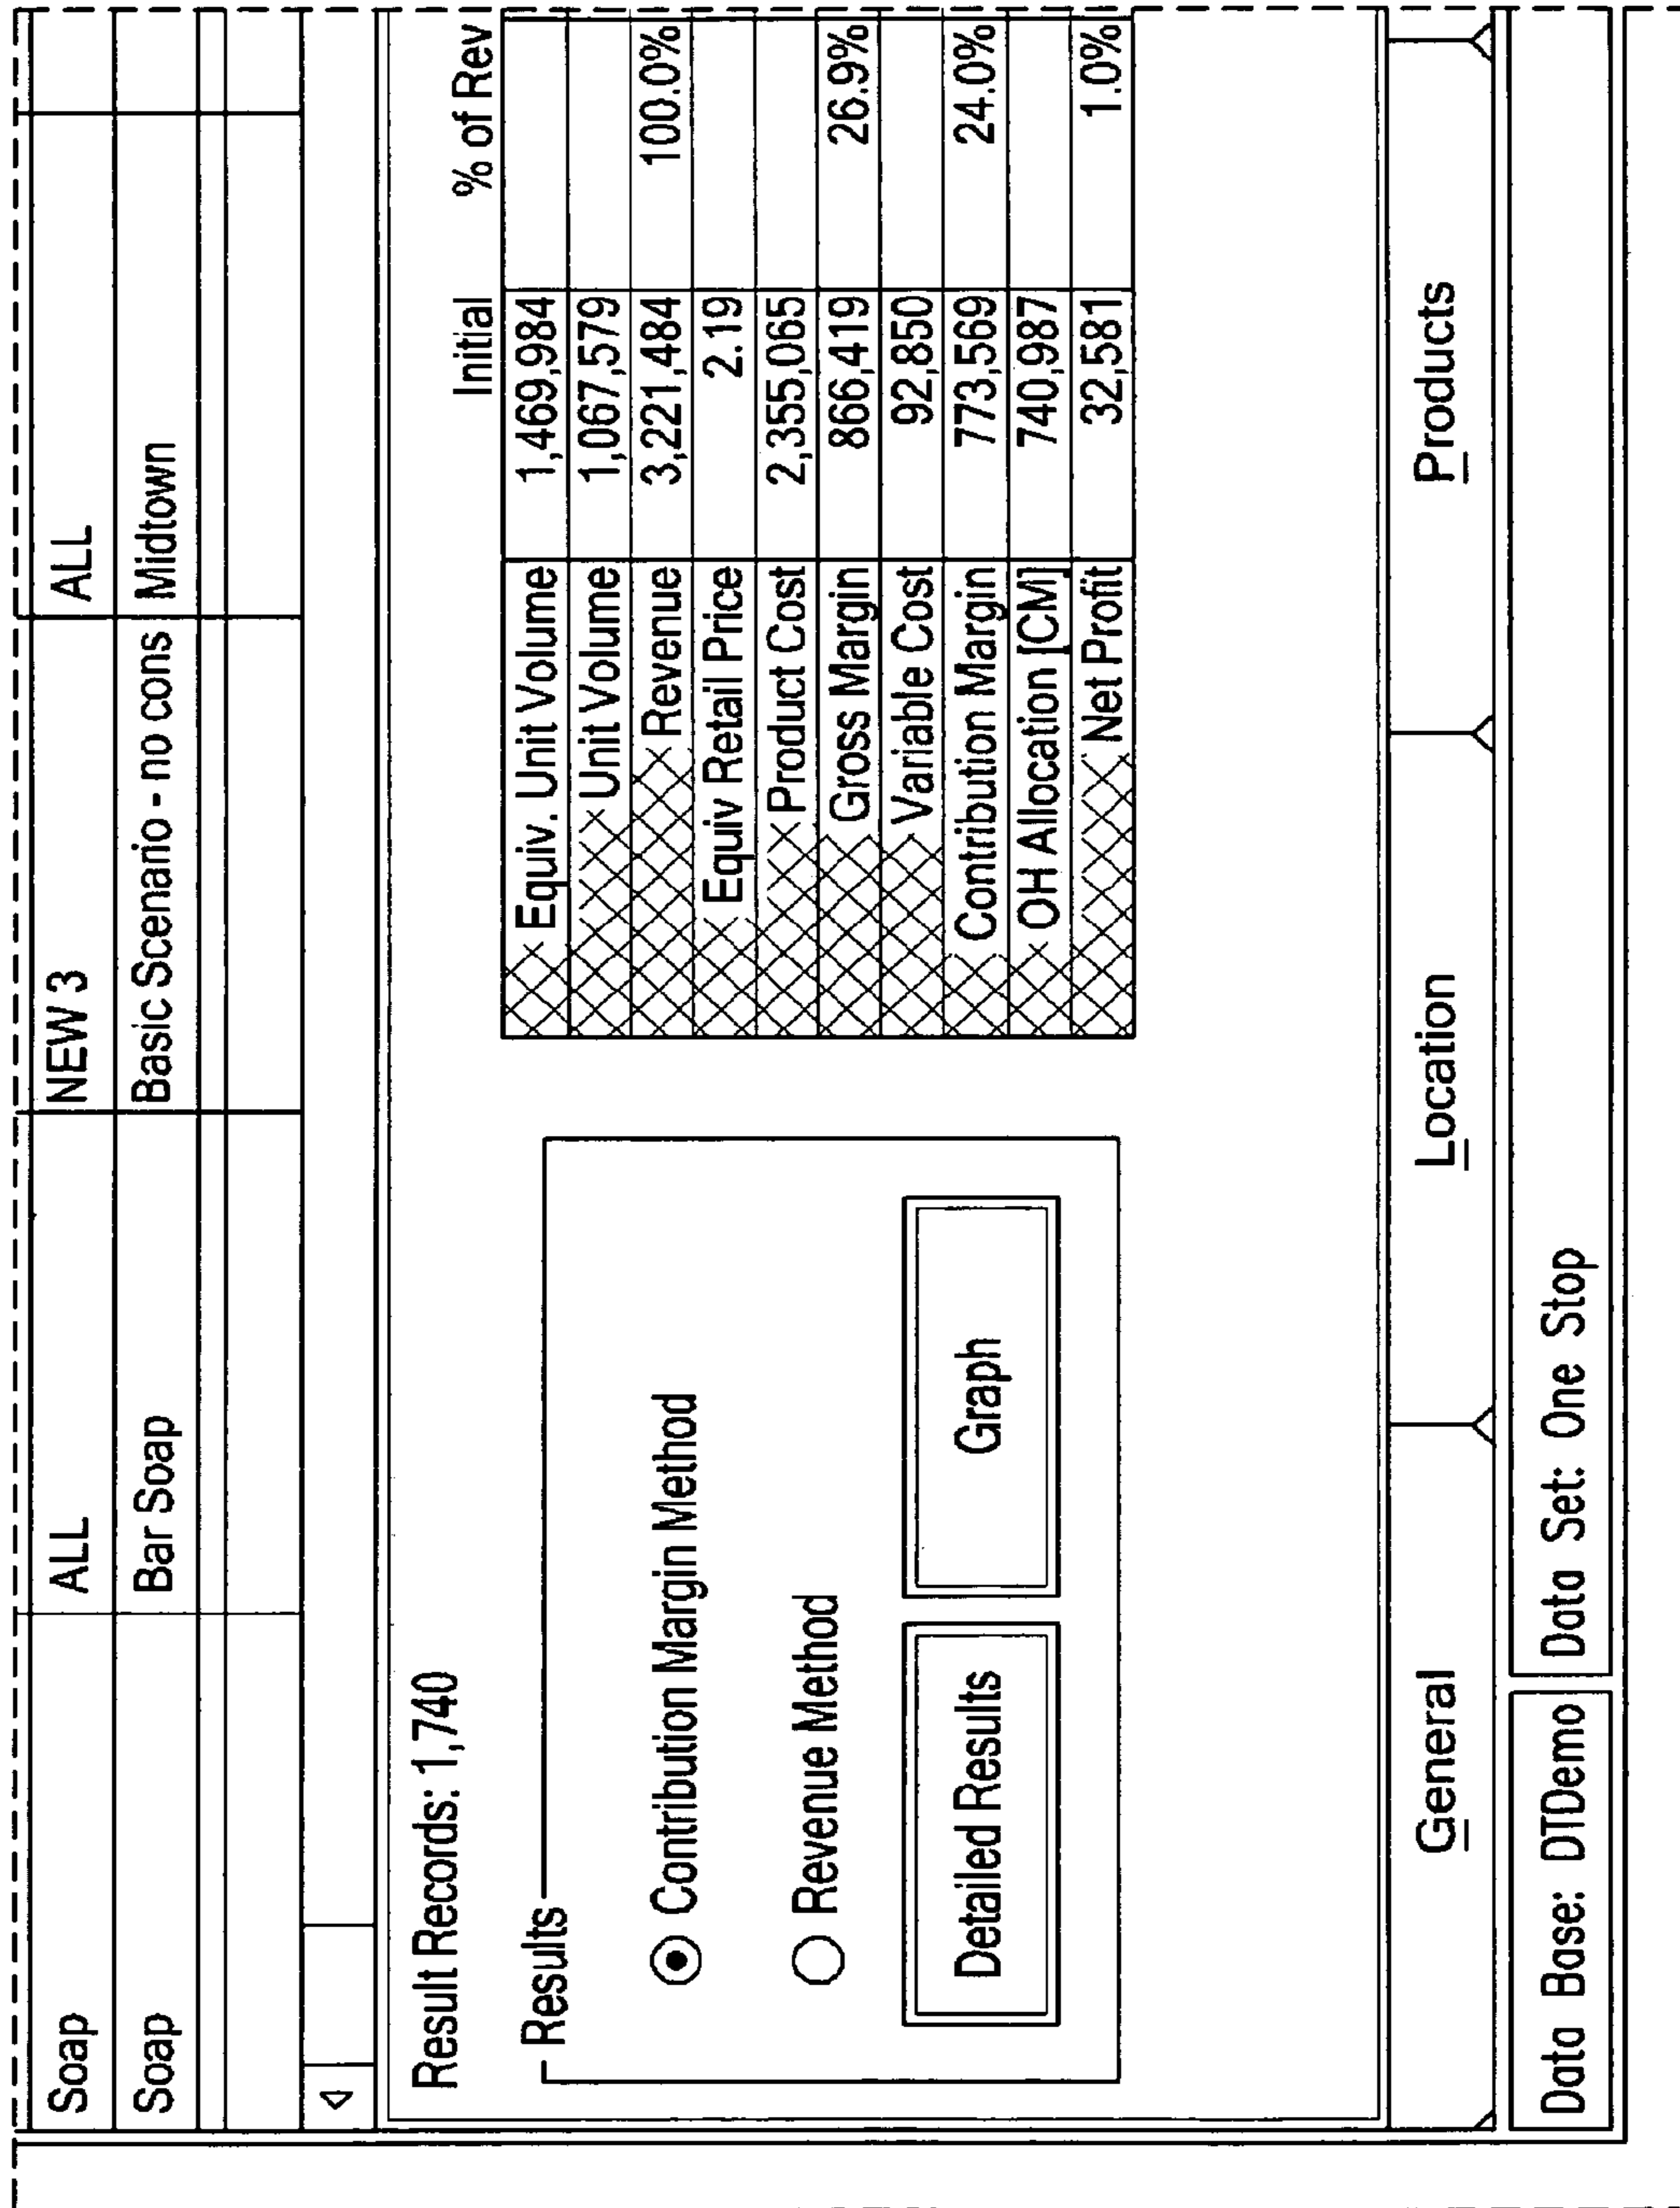 Soap ALL NEW 3 ALL
Soap Bar Soap Basic Scenario - no cons Midtown
Result Records: 1,740
Results
Contribution Margin Method
Revenue Method
Detailed Results Graph
Initial % of Rev
Equiv. Unit Volume 1,469,984
Unit Volume 1,067,579
Revenue 3,221,484 100.0%
Equiv Retail Price 2.19
Product Cost 2,355,065
Gross Margin 866,419 26.9%
Variable Cost 92,850
Contribution Margin 773,569 24.0%
OH Allocation [CM] 740,987
Net Profit 32,581 1.0%
General Location Products
Data Base: DTDemo Data Set: One Stop